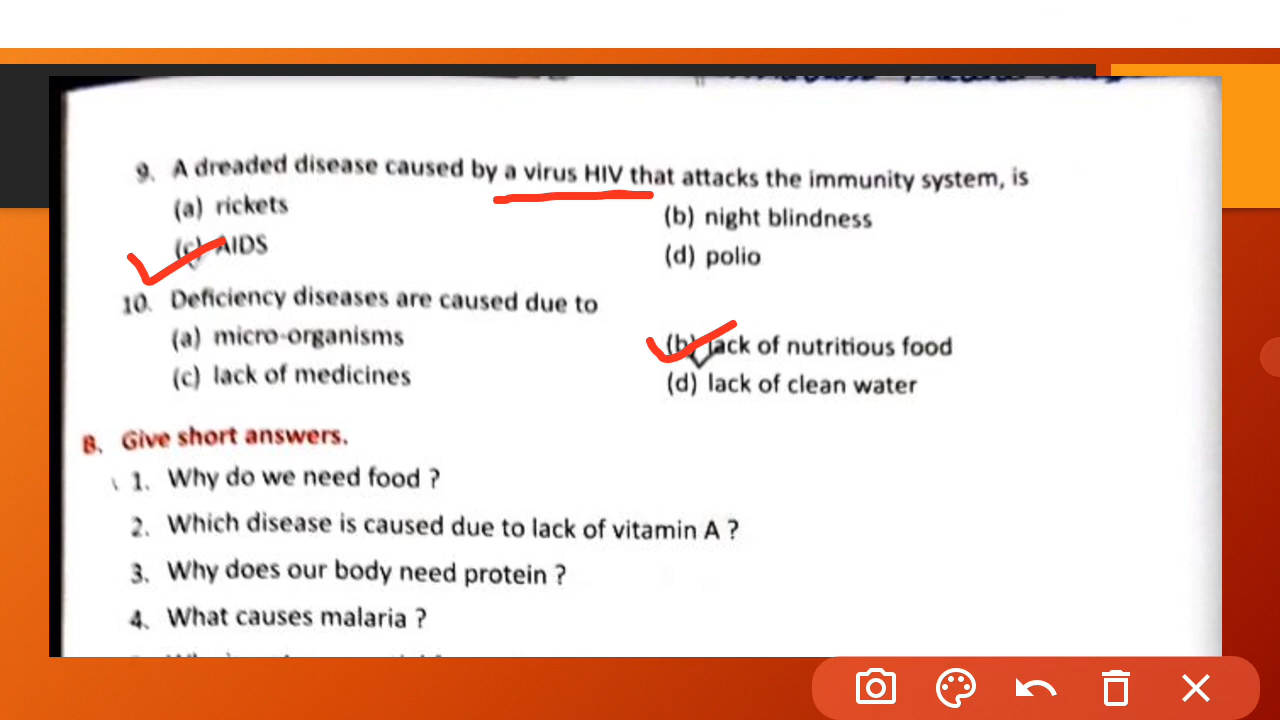 9. A dreaded disease caused by a virus HIV that attacks the immunity system, is
(a) rickets
(b) night blindness
(c) AIDS
(d) polio
10. Deficiency diseases are caused due to
(a) micro-organisms
(b) lack of nutritious food
(c) lack of medicines
(d) lack of clean water
B. Give short answers.
1. Why do we need food ?
2. Which disease is caused due to lack of vitamin A ?
3. Why does our body need protein ?
4. What causes malaria ?